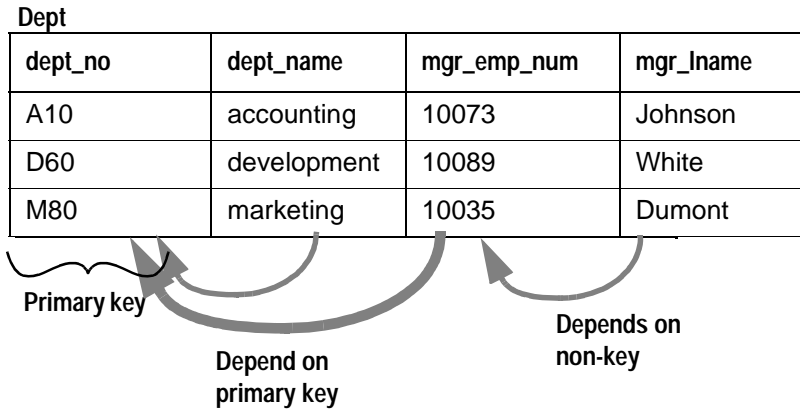 Dept
dept_no dept_name mgr_emp_num mgr_lname
A10 accounting 10073 Johnson
D60 development 10089 White
M80 marketing 10035 Dumont
Primary key
Depend on
primary key
Depends on
non-key